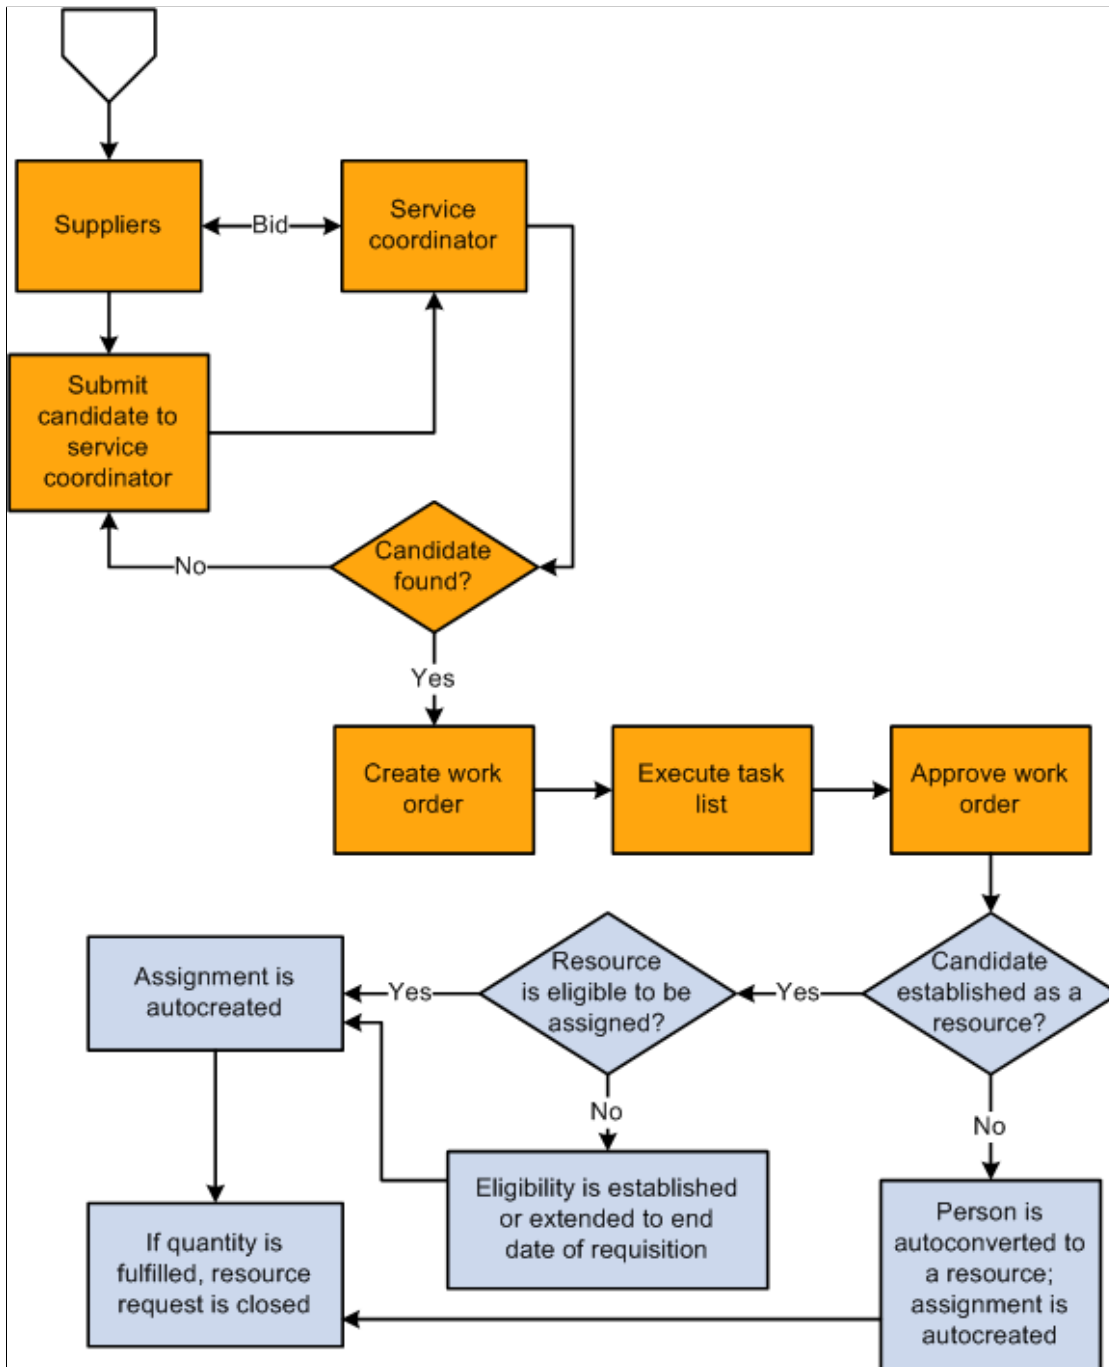 Suppliers
Bid
Service
coordinator
Submit
candidate to
service
coordinator
Candidate
found?
No
Yes
Create work
order
Execute task
list
Approve work
order
Candidate
established as a
resource?
Yes
Resource
is eligible to be
assigned?
Yes
Assignment is
autocreated
No
No
Eligibility is established
or extended to end
date of requisition
Person is
autoconverted to
a resource;
assignment is
autocreated
If quantity is
fulfilled, resource
request is closed